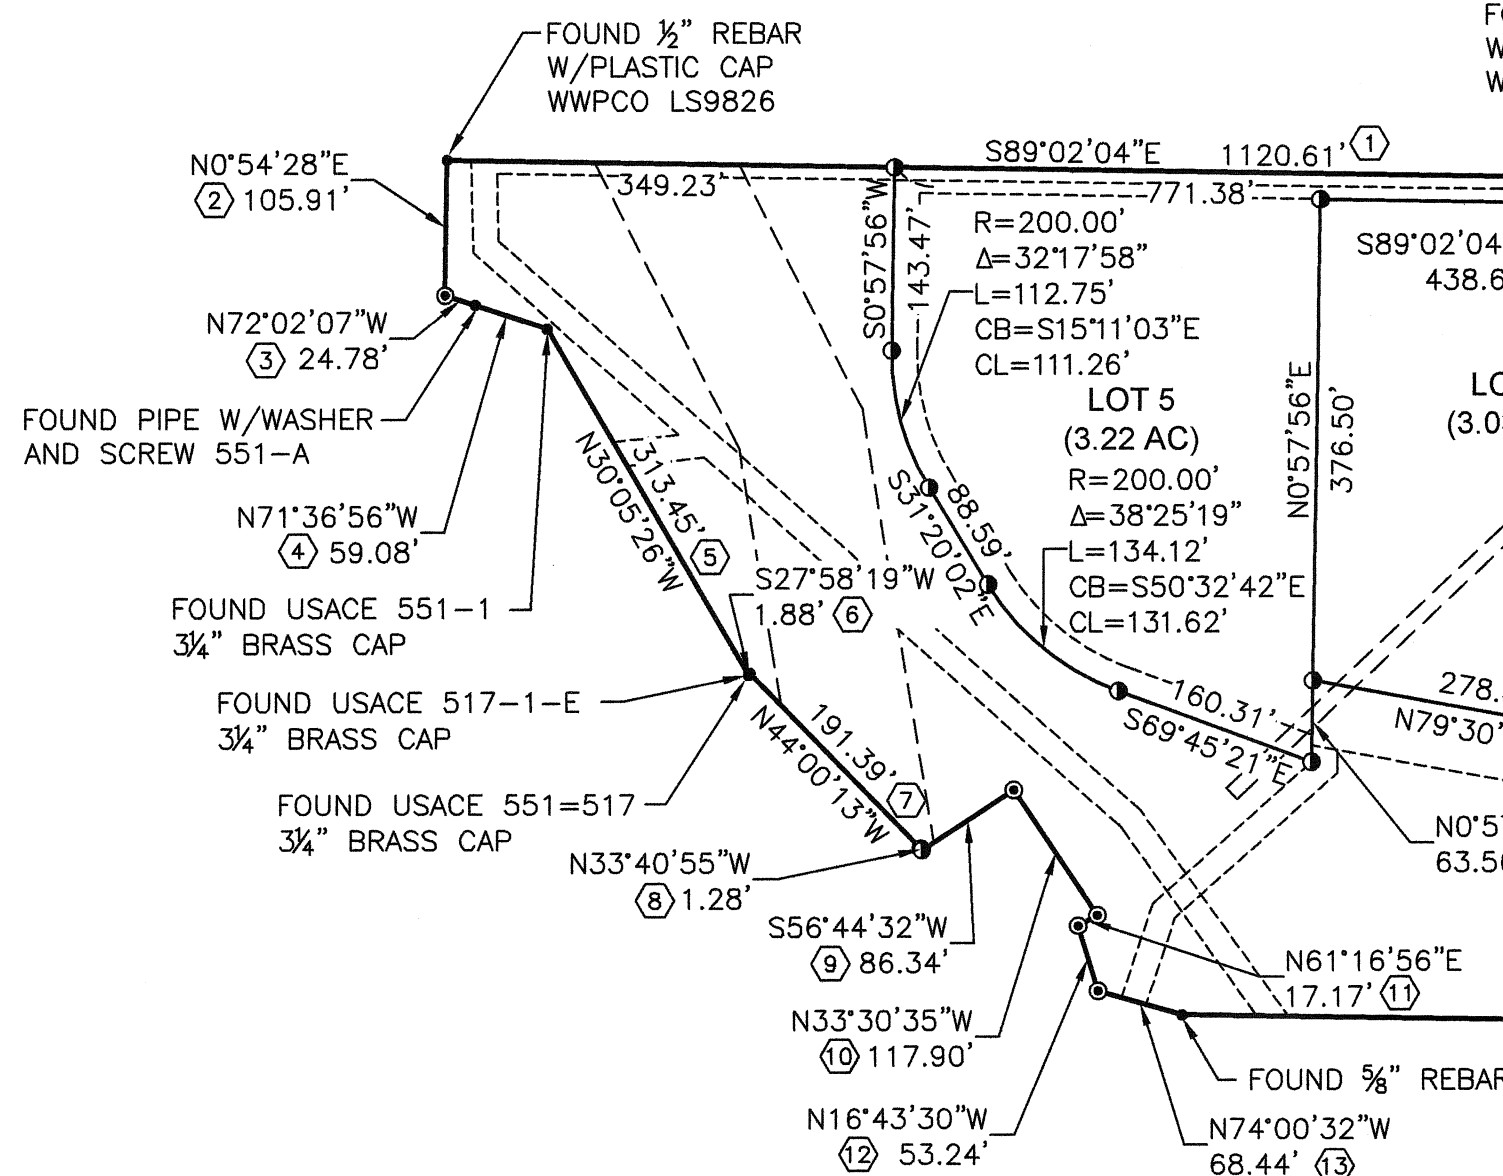 FOUND ½" REBAR
W/PLASTIC CAP
WWPCO LS9826
N0°54'28"E
2 105.91'
S89°02'04"E 1120.61' 1
349.23'
771.38'
S0°57'56"W
143.47'
R=200.00'
Δ=32°17'58"
L=112.75'
CB=S15°11'03"E
CL=111.26'
S89°02'04
438.6
N72°02'07"W
3 24.78'
FOUND PIPE W/WASHER
AND SCREW 551-A
N71°36'56"W
4 59.08'
FOUND USACE 551-1
3¼" BRASS CAP
313.45' 5
N30°05'26"W
LOT 5
(3.22 AC)
R=200.00'
Δ=38°25'19"
L=134.12'
CB=S50°32'42"E
CL=131.62'
N0°57'56"E
376.50'
LO
(3.0
88.59'
S31°20'02"E
S27°58'19"W
1.88' 6
FOUND USACE 517-1-E
3¼" BRASS CAP
FOUND USACE 551=517
3¼" BRASS CAP
191.39' 7
N44°00'13"W
160.31'
S69°45'21"E
278.
N79°30'
N0°5
63.5
N33°40'55"W
8 1.28'
S56°44'32"W
9 86.34'
N33°30'35"W
10 117.90'
N61°16'56"E
17.17' 11
FOUND ⅝" REBAR
N16°43'30"W
12 53.24'
N74°00'32"W
68.44' 13